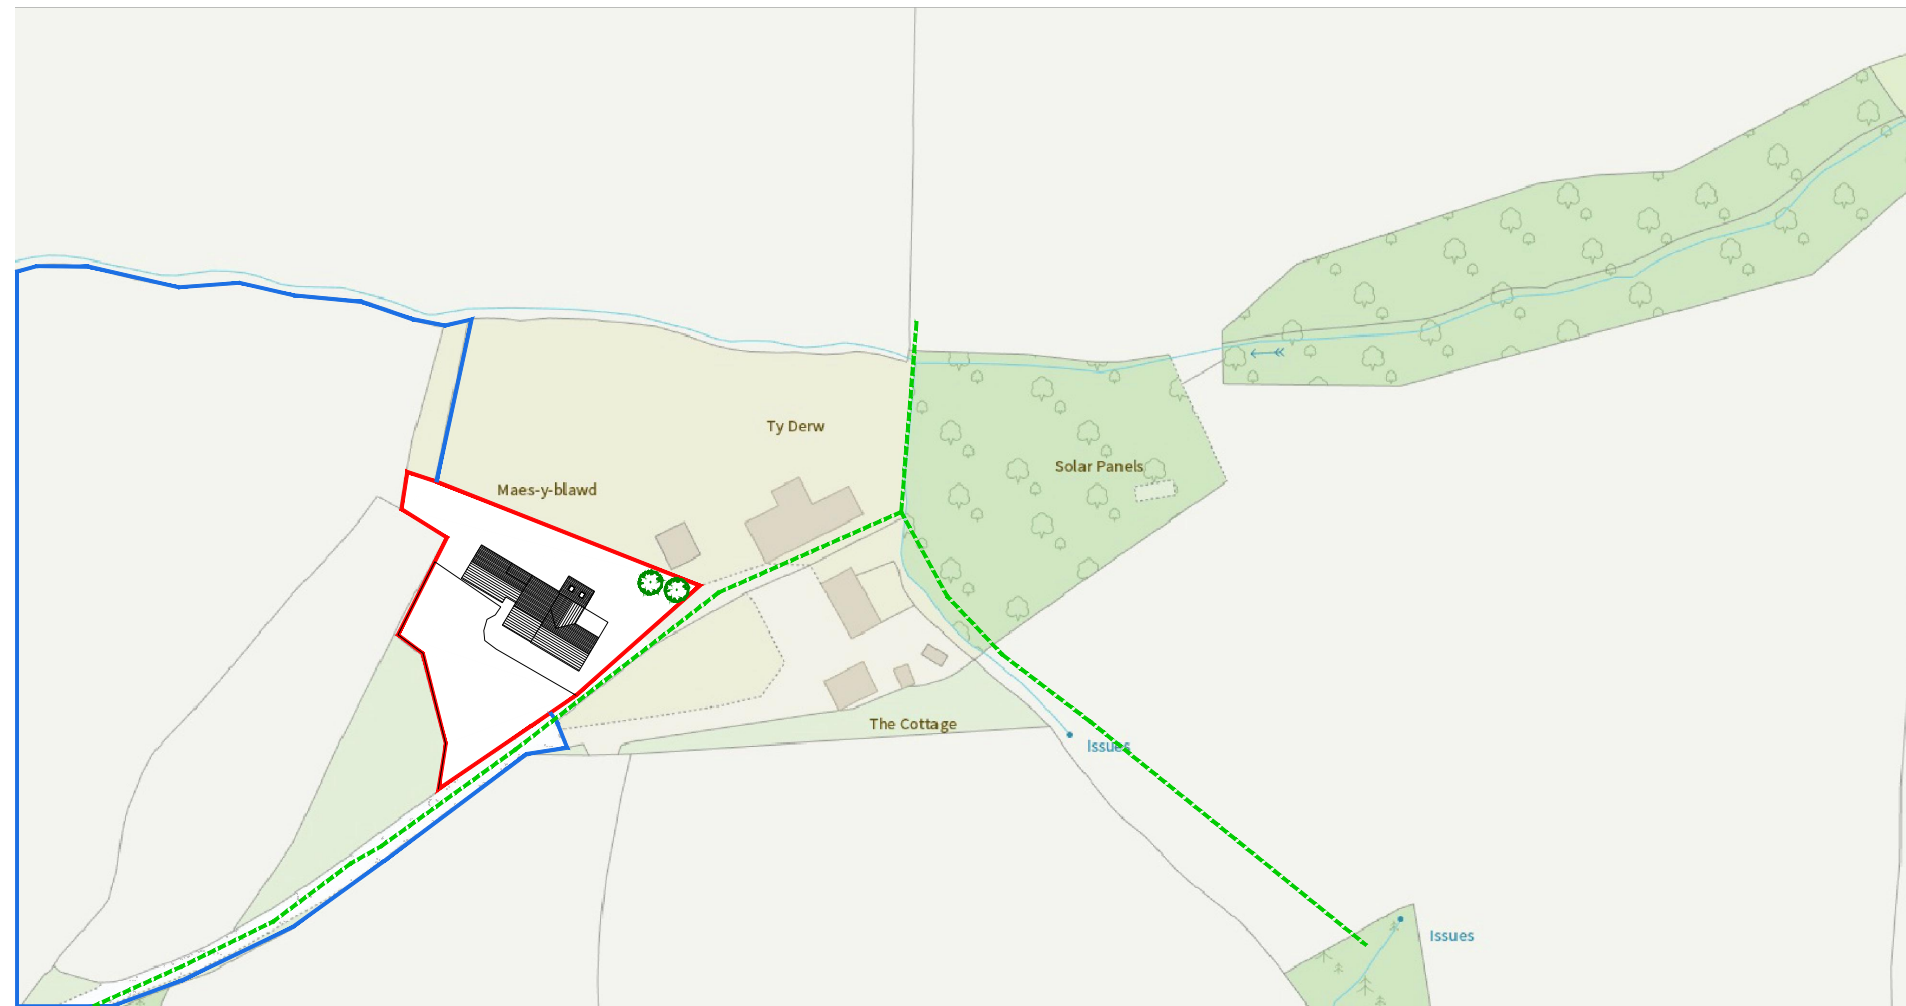 Ty Derw
Solar Panels
Maes-y-blawd
The Cottage
Issues
Issues